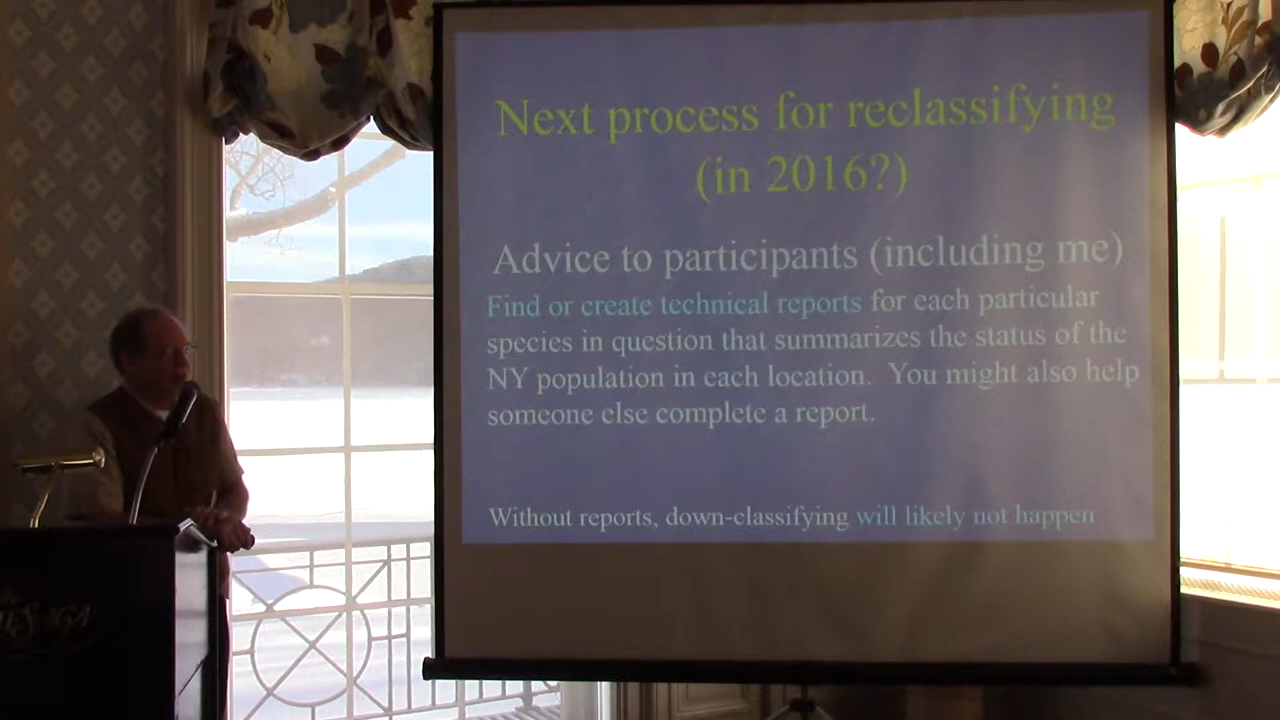 Next process for reclassifying
(in 2016?)
Advice to participants (including me)
Find or create technical reports for each particular
species in question that summarizes the status of the
NY population in each location. You might also help
someone else complete a report.
Without reports, down-classifying will likely not happen